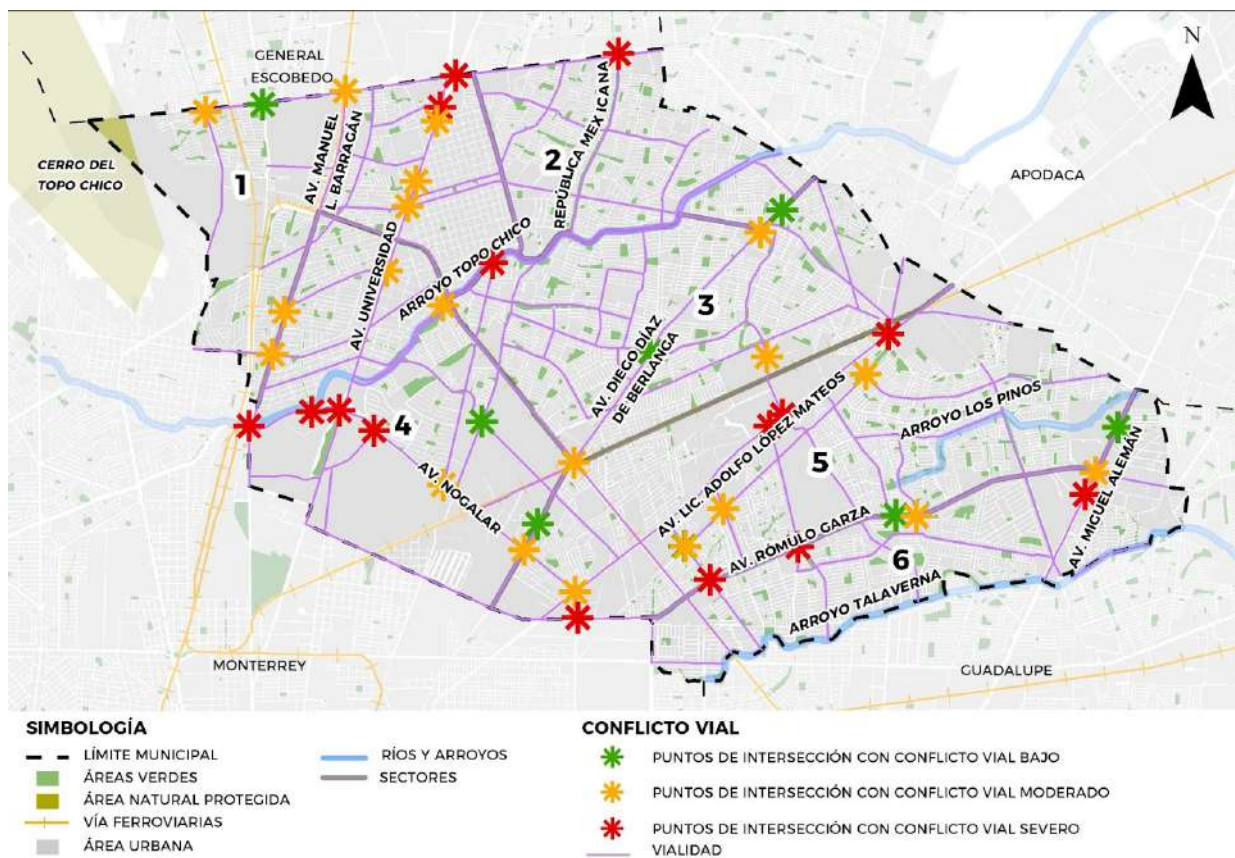 GENERAL
ESCOBEDO
N
CERRO DEL
TOPO CHICO
1
AV. MANUEL
L. BARRAGÁN
2
REPÚBLICA MEXICANA
APODACA
AV. UNIVERSIDAD
ARROYO TOPO CHICO
3
AV. DIEGO DÍAZ
DE BERLANGA
4
AV. NOGALAR
AV. LIC. ADOLFO LÓPEZ MATEOS
ARROYO LOS PINOS
5
AV. RÓMULO GARZA
AV. MIGUEL ALEMÁN
6
ARROYO TALAVERNA
MONTERREY
GUADALUPE
SIMBOLOGÍA
LÍMITE MUNICIPAL
ÁREAS VERDES
ÁREA NATURAL PROTEGIDA
VÍA FERROVIARIAS
ÁREA URBANA
RÍOS Y ARROYOS
SECTORES
CONFLICTO VIAL
PUNTOS DE INTERSECCIÓN CON CONFLICTO VIAL BAJO
PUNTOS DE INTERSECCIÓN CON CONFLICTO VIAL MODERADO
PUNTOS DE INTERSECCIÓN CON CONFLICTO VIAL SEVERO
VIALIDAD